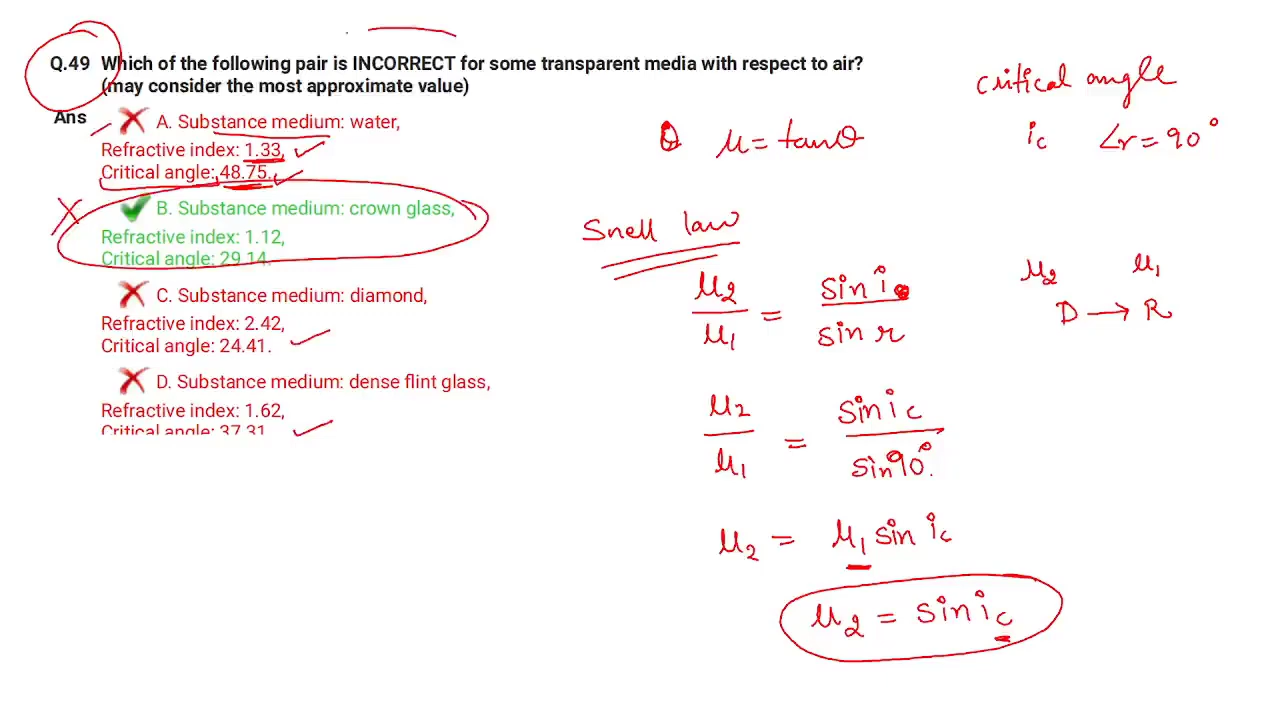 Q.49 Which of the following pair is INCORRECT for some transparent media with respect to air?
(may consider the most approximate value)
Ans
A. Substance medium: water,
Refractive index: 1.33,
Critical angle: 48.75.
B. Substance medium: crown glass,
Refractive index: 1.12,
Critical angle: 29.14.
C. Substance medium: diamond,
Refractive index: 2.42,
Critical angle: 24.41.
D. Substance medium: dense flint glass,
Refractive index: 1.62,
Critical angle: 37.31
critical angle
θ μ = tanθ
ic ∠r = 90°
Snell law
μ2/μ1 = sin i/sin r
μ2 μ1
D → R
μ2/μ1 = sin ic/sin 90°
μ2 = μ1 sin ic
μ2 = sin ic